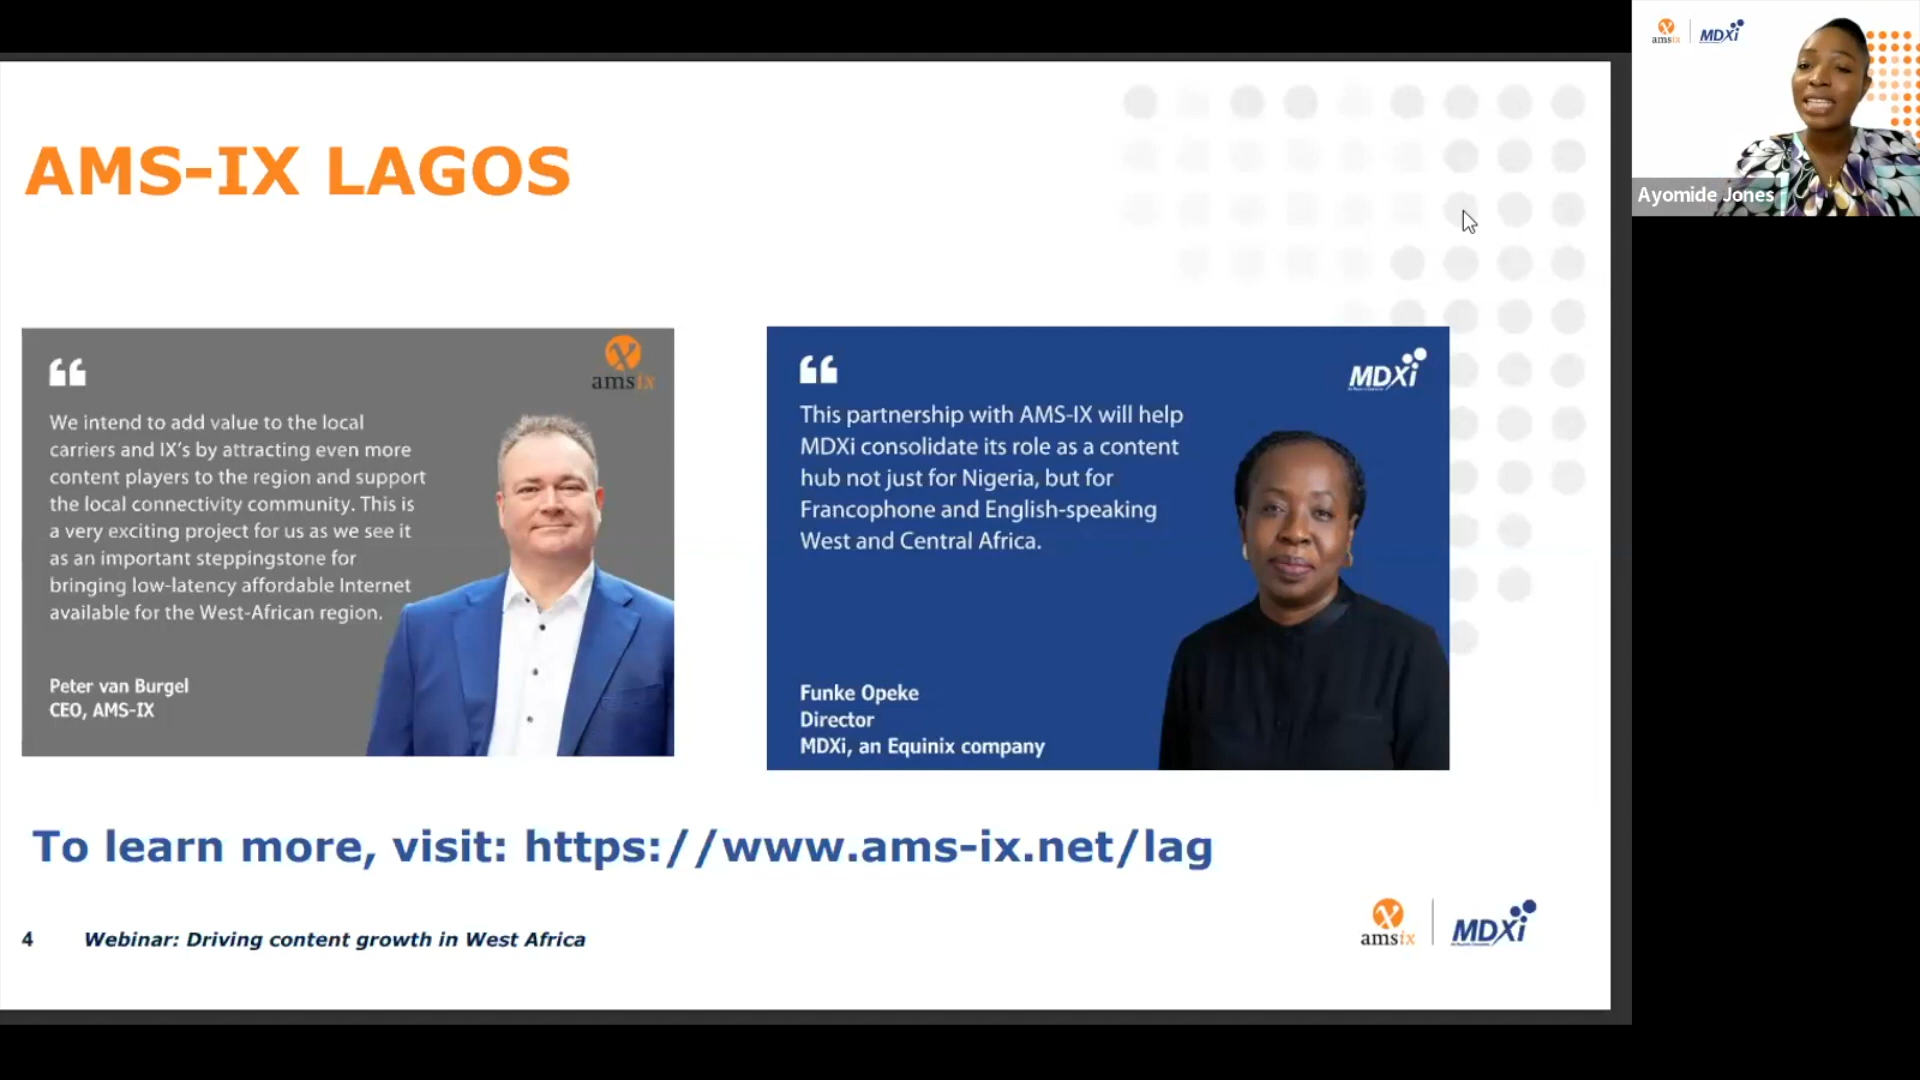 AMS-IX LAGOS
amsix
We intend to add value to the local
carriers and IX's by attracting even more
content players to the region and support
the local connectivity community. This is
a very exciting project for us as we see it
as an important steppingstone for
bringing low-latency affordable Internet
available for the West-African region.
Peter van Burgel
CEO, AMS-IX
MDXi
This partnership with AMS-IX will help
MDXi consolidate its role as a content
hub not just for Nigeria, but for
Francophone and English-speaking
West and Central Africa.
Funke Opeke
Director
MDXi, an Equinix company
To learn more, visit: https://www.ams-ix.net/lag
4 Webinar: Driving content growth in West Africa
amsix MDXi
amsix MDXi
Ayomide Jones